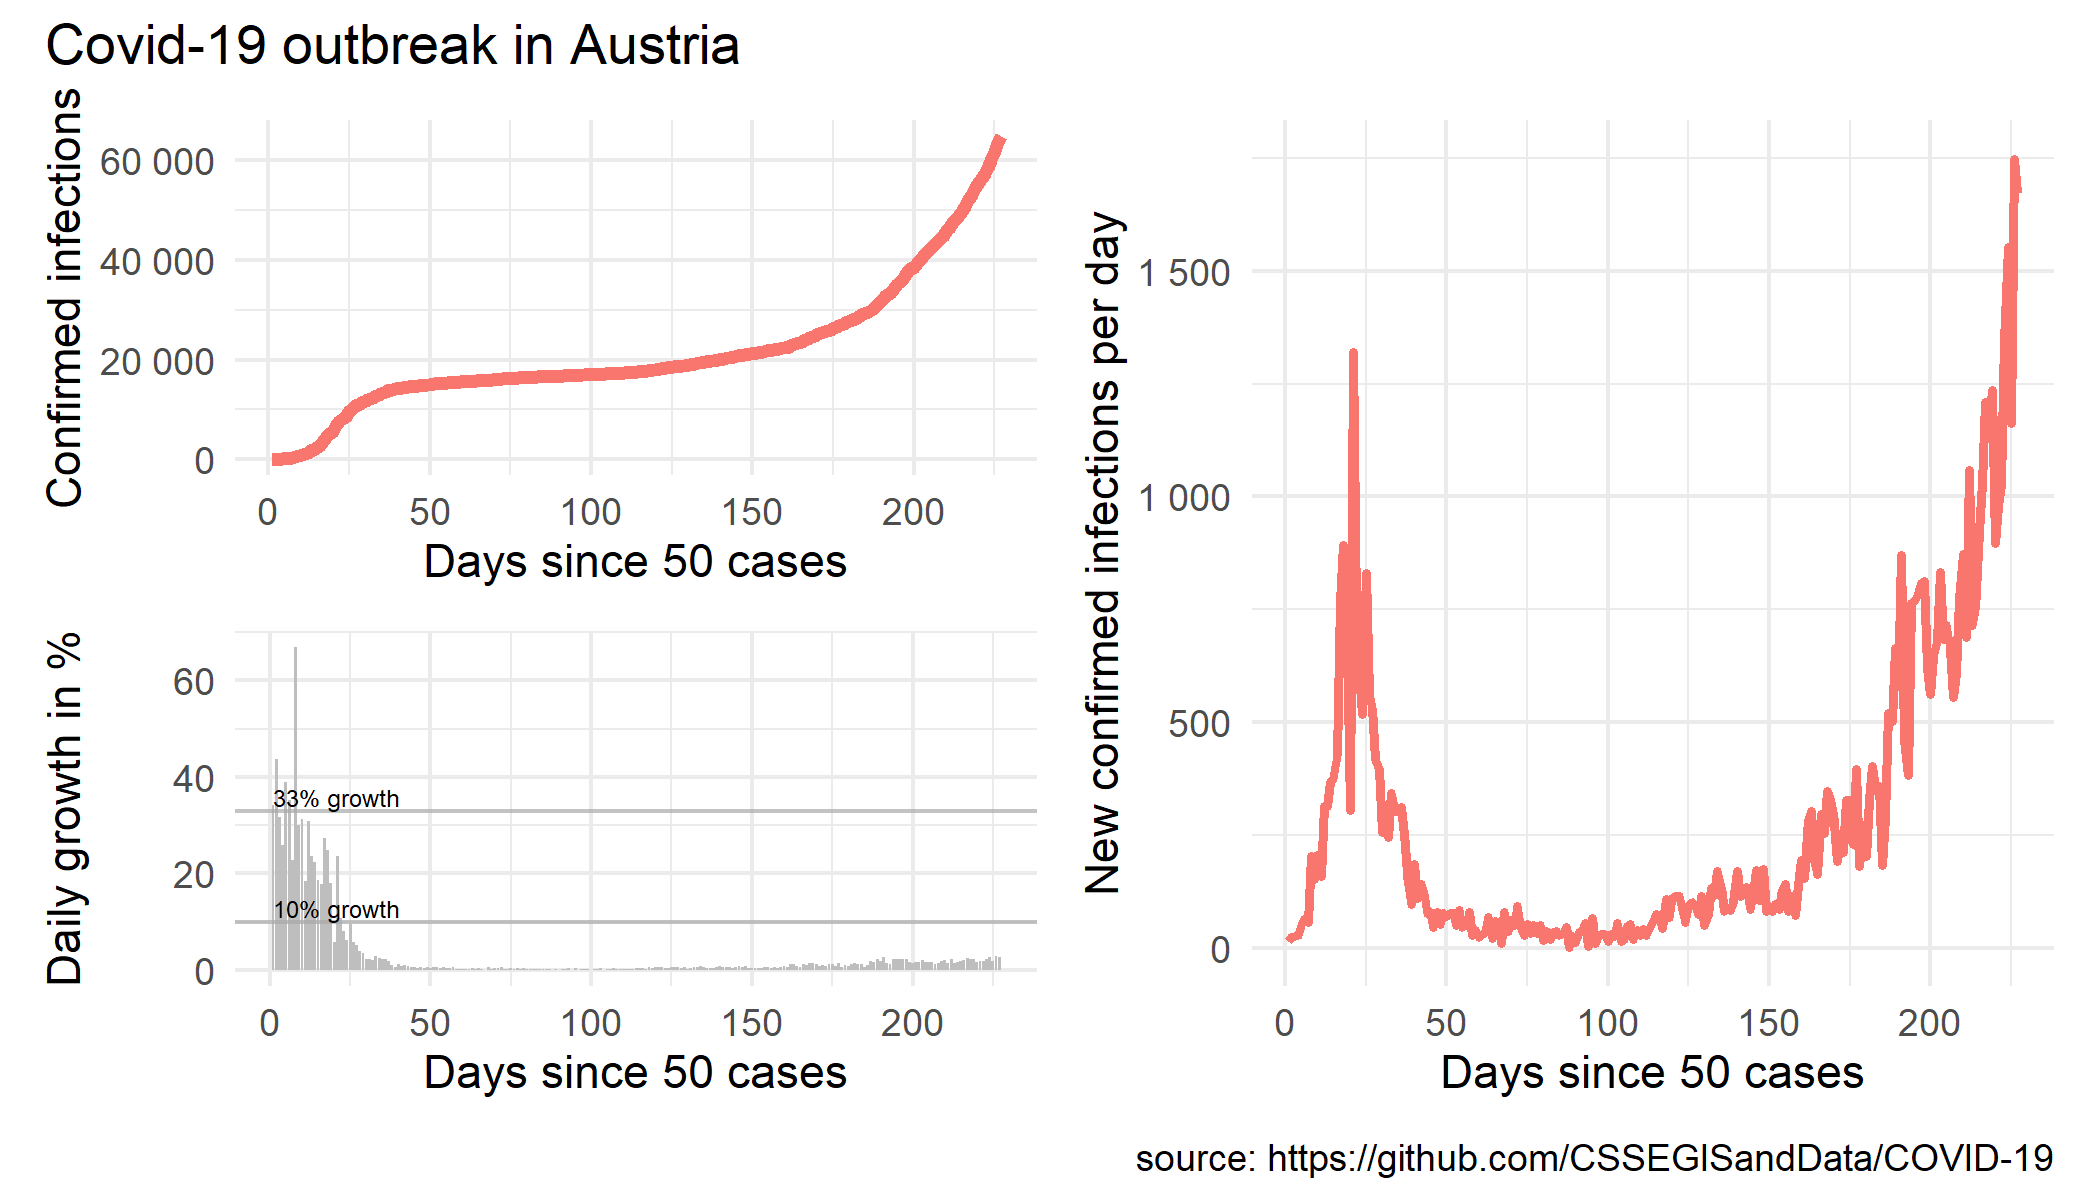 Covid-19 outbreak in Austria
Confirmed infections
60 000
40 000
20 000
0
0 50 100 150 200
Days since 50 cases
Daily growth in %
60
40
20
0
33% growth
10% growth
0 50 100 150 200
Days since 50 cases
New confirmed infections per day
1 500
1 000
500
0
0 50 100 150 200
Days since 50 cases
source: https://github.com/CSSEGISandData/COVID-19